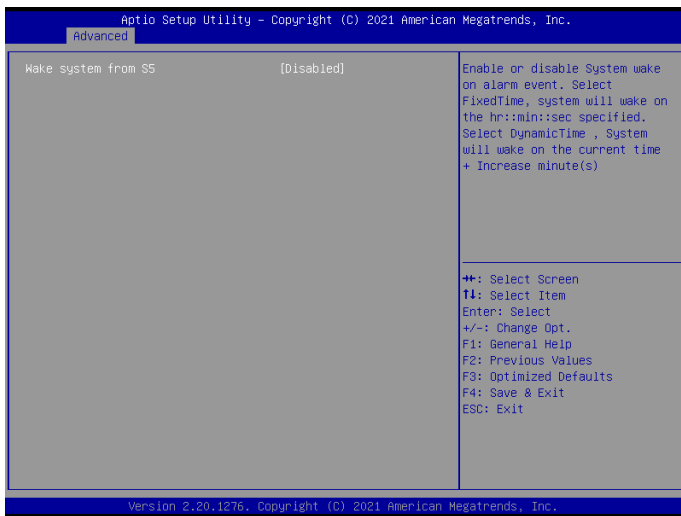 Aptio Setup Utility – Copyright (C) 2021 American Megatrends, Inc.
Advanced
Wake system from S5 [Disabled]
Enable or disable System wake
on alarm event. Select
FixedTime, system will wake on
the hr::min::sec specified.
Select DynamicTime , System
will wake on the current time
+ Increase minute(s)
→←: Select Screen
↑↓: Select Item
Enter: Select
+/-: Change Opt.
F1: General Help
F2: Previous Values
F3: Optimized Defaults
F4: Save & Exit
ESC: Exit
Version 2.20.1276. Copyright (C) 2021 American Megatrends, Inc.